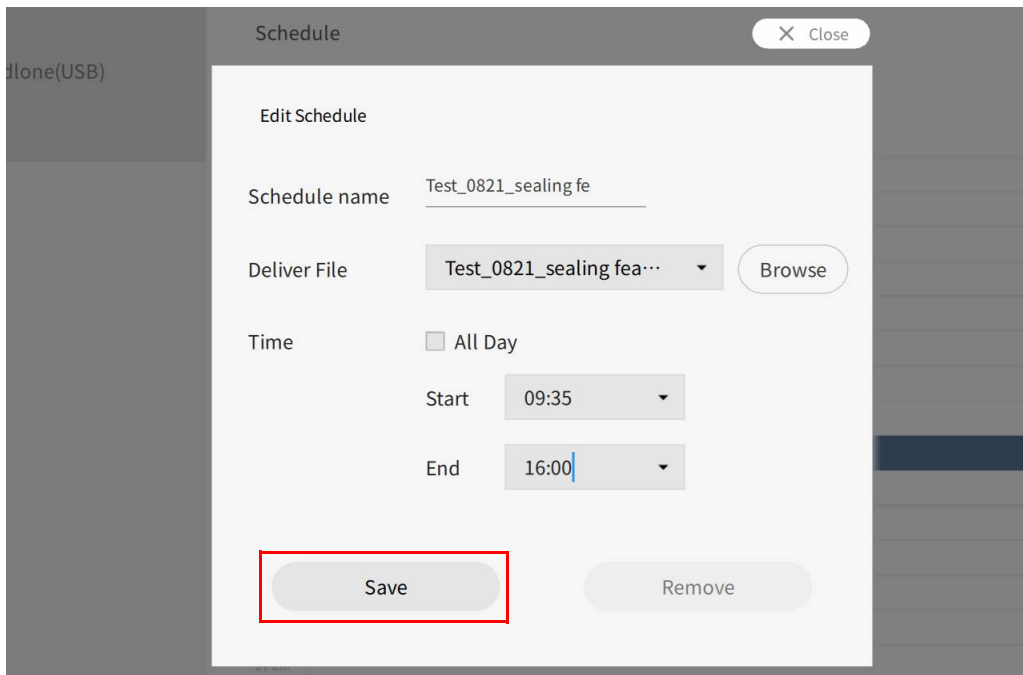 Schedule
Close
dlone(USB)
Edit Schedule
Schedule name
Test_0821_sealing fe
Deliver File
Test_0821_sealing fea···
Browse
Time
All Day
Start
09:35
End
16:00
Save
Remove